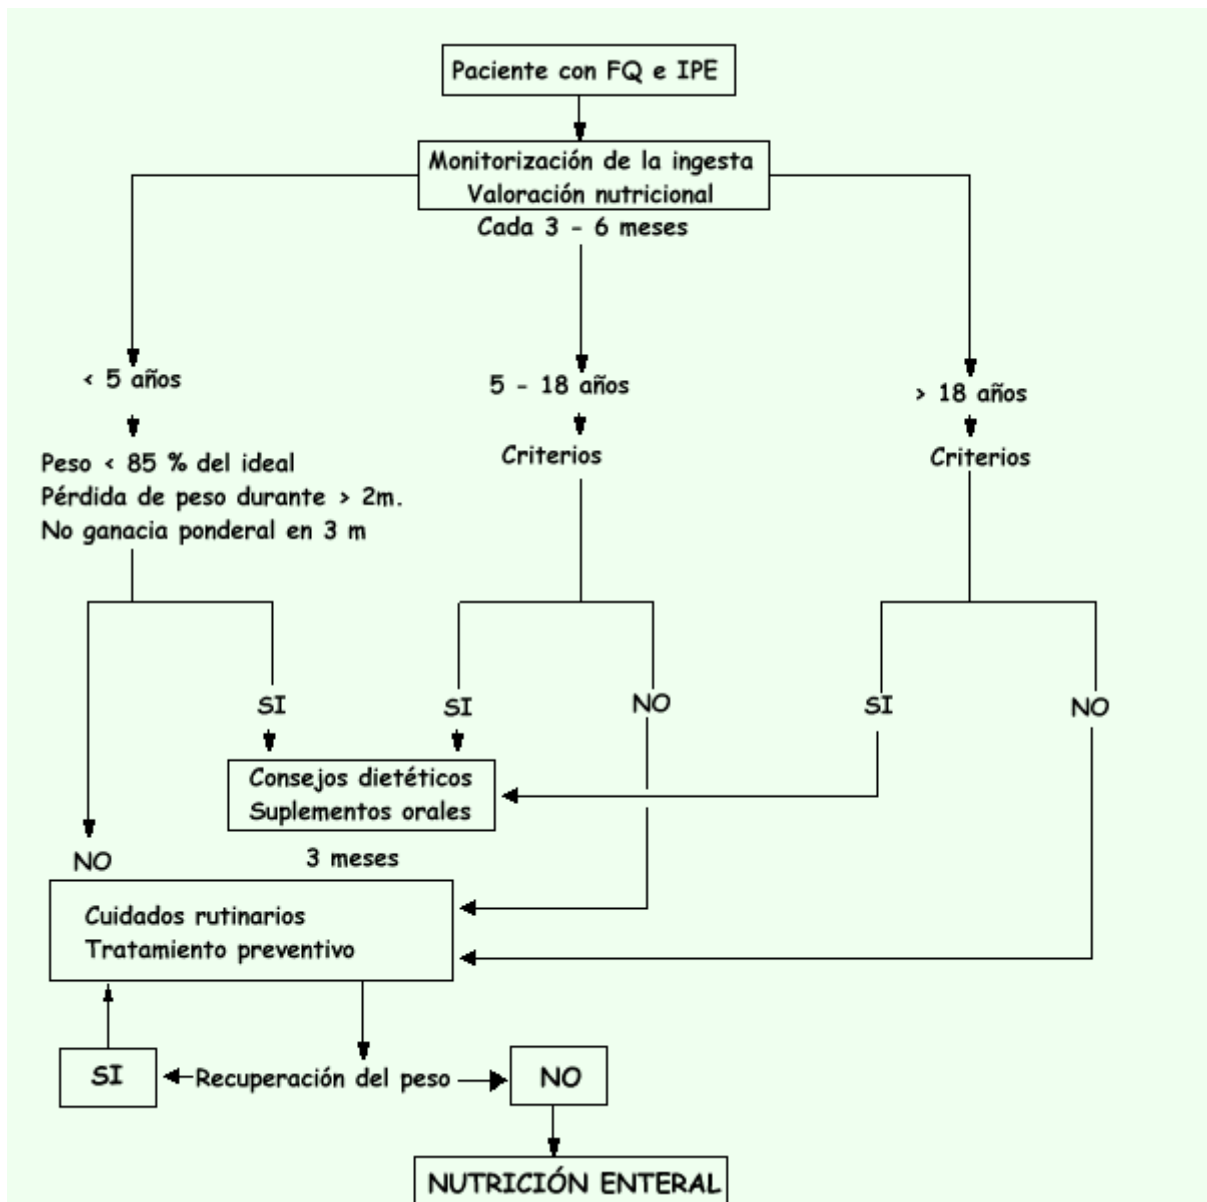 Paciente con FQ e IPE
Monitorización de la ingesta
Valoración nutricional
Cada 3 - 6 meses
< 5 años
5 - 18 años
> 18 años
Peso < 85 % del ideal
Pérdida de peso durante > 2m.
No ganacia ponderal en 3 m
Criterios
Criterios
SI
SI
NO
SI
NO
Consejos dietéticos
Suplementos orales
3 meses
NO
Cuidados rutinarios
Tratamiento preventivo
SI
Recuperación del peso
NO
NUTRICIÓN ENTERAL